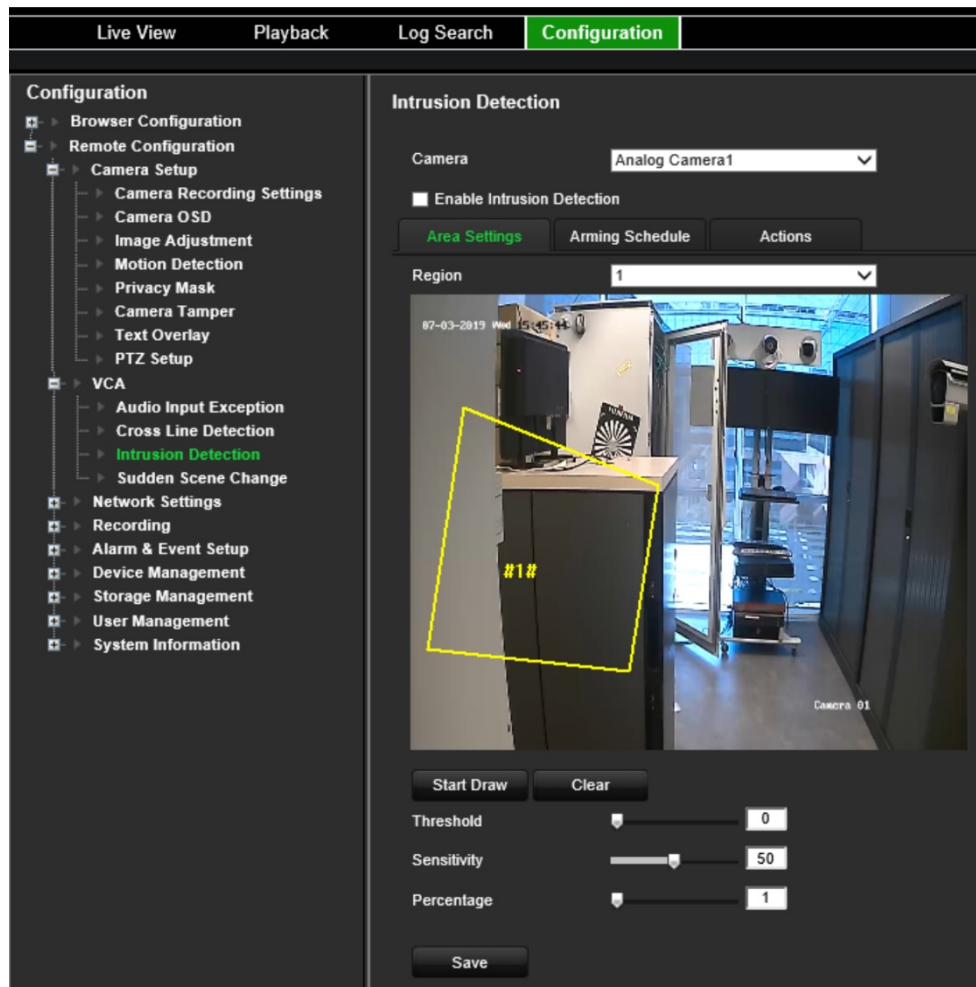 Live View Playback Log Search Configuration
Configuration
Browser Configuration
Remote Configuration
Camera Setup
Camera Recording Settings
Camera OSD
Image Adjustment
Motion Detection
Privacy Mask
Camera Tamper
Text Overlay
PTZ Setup
VCA
Audio Input Exception
Cross Line Detection
Intrusion Detection
Sudden Scene Change
Network Settings
Recording
Alarm & Event Setup
Device Management
Storage Management
User Management
System Information
Intrusion Detection
Camera Analog Camera1
Enable Intrusion Detection
Area Settings Arming Schedule Actions
Region 1
07-03-2019 Wed 15:45:44
#1#
Camera 01
Start Draw Clear
Threshold 0
Sensitivity 50
Percentage 1
Save